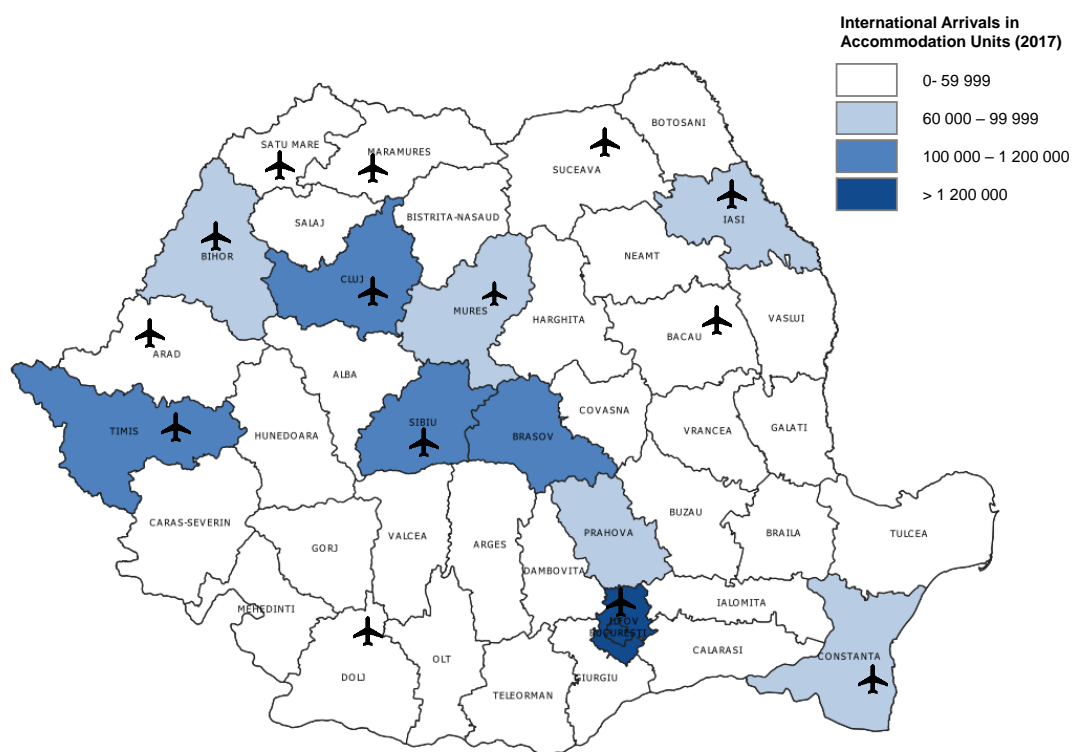 International Arrivals in
Accommodation Units (2017)
0- 59 999
60 000 – 99 999
100 000 – 1 200 000
> 1 200 000
BOTOSANI
SATU MARE
MARAMURES
SUCEAVA
IASI
SALAJ
BISTRITA-NASAUD
BIHOR
NEAMT
CLUJ
MURES
HARGHITA
VASLUI
BACAU
ARAD
ALBA
COVASNA
TIMIS
HUNEDOARA
SIBIU
BRASOV
VRANCEA
GALATI
CARAS-SEVERIN
GORJ
VALCEA
ARGES
PRAHOVA
BUZAU
BRAILA
TULCEA
DAMBOVITA
MEHEDINTI
IALOMITA
ILFOV
BUCURESTI
CALARASI
CONSTANTA
DOLJ
OLT
TELEORMAN
GIURGIU